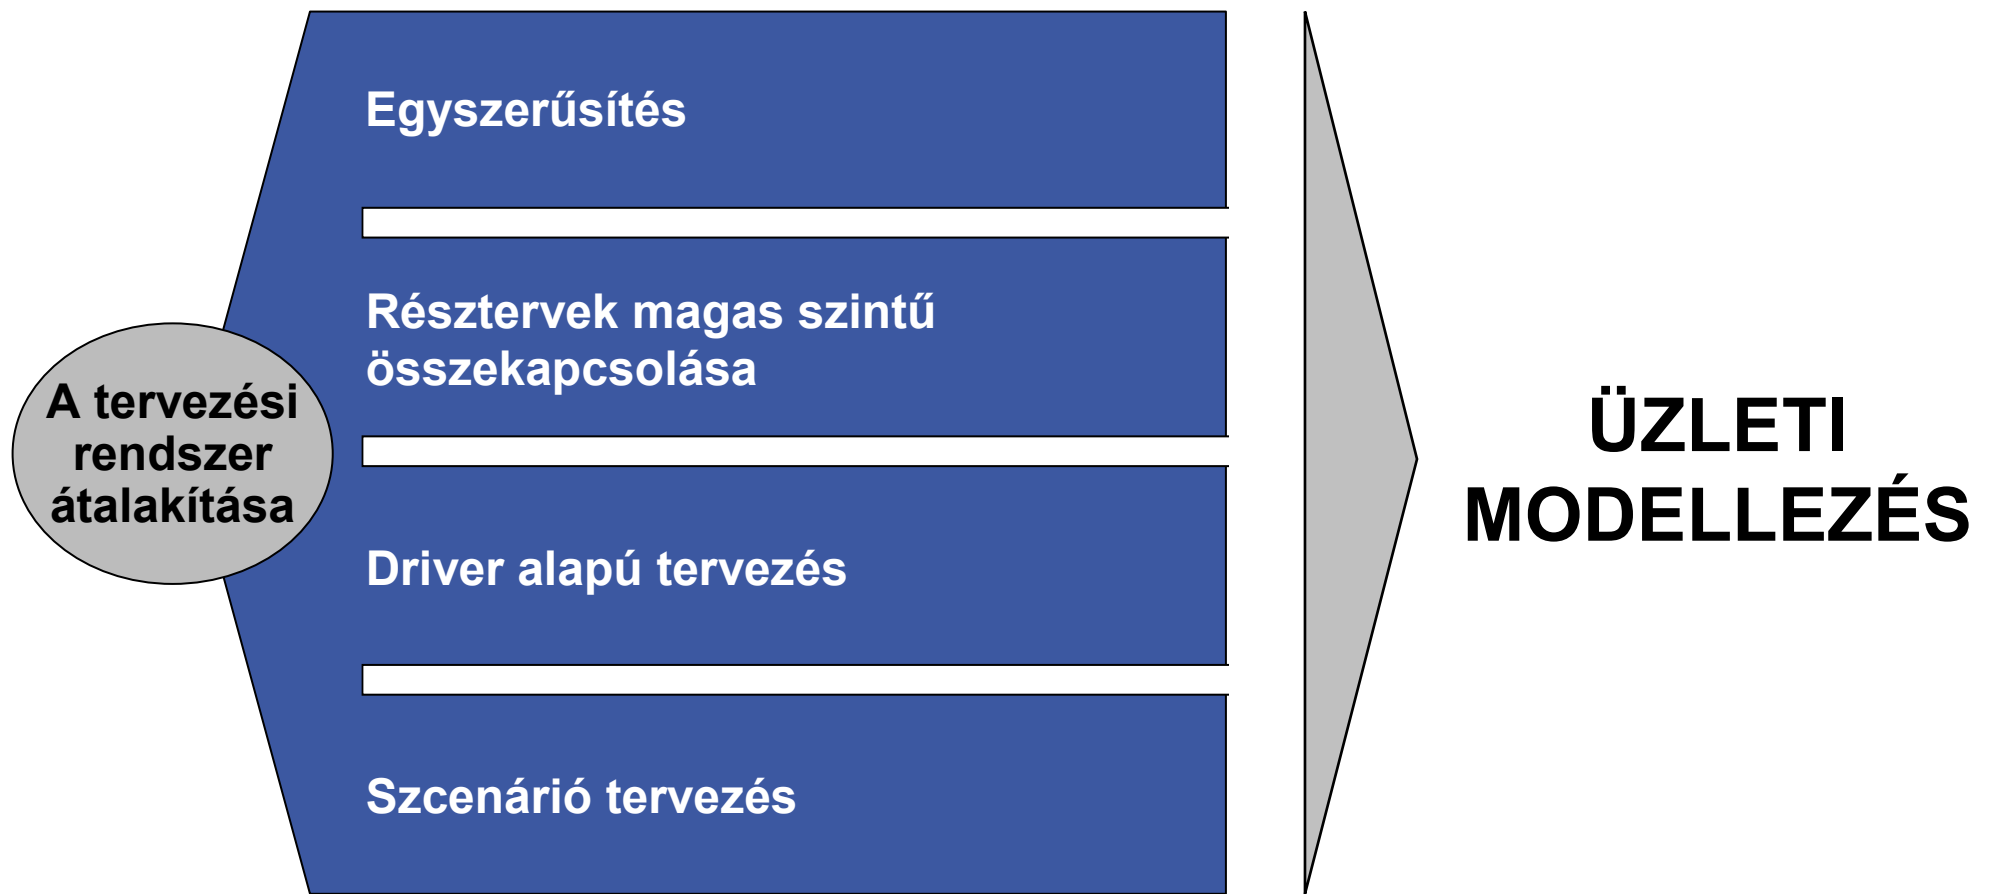 A tervezési
rendszer
átalakítása
Egyszerűsítés
Résztervek magas szintű
összekapcsolása
Driver alapú tervezés
Szcenárió tervezés
ÜZLETI
MODELLEZÉS